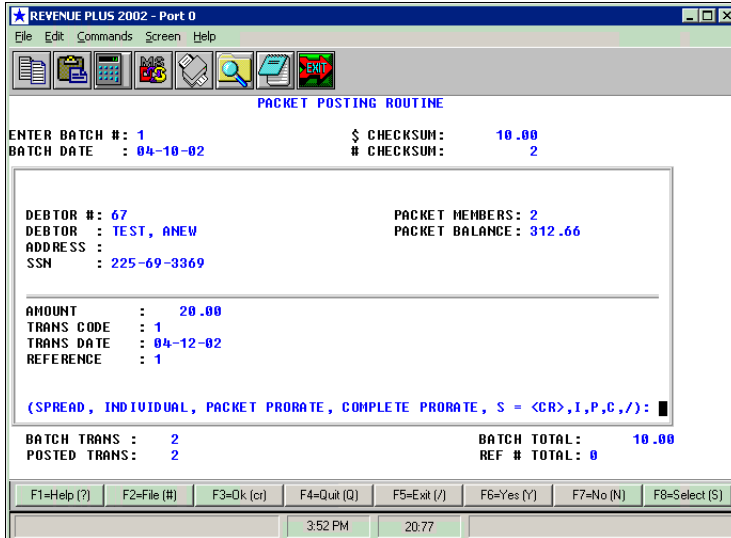 REVENUE PLUS 2002 - Port 0
File Edit Commands Screen Help
MS DOS EXIT
PACKET POSTING ROUTINE
ENTER BATCH #: 1 $ CHECKSUM: 10.00
BATCH DATE : 04-10-02 # CHECKSUM: 2
DEBTOR #: 67 PACKET MEMBERS: 2
DEBTOR : TEST, ANEW PACKET BALANCE: 312.66
ADDRESS :
SSN : 225-69-3369
AMOUNT : 20.00
TRANS CODE : 1
TRANS DATE : 04-12-02
REFERENCE : 1
(SPREAD, INDIVIDUAL, PACKET PRORATE, COMPLETE PRORATE, S = <CR>,I,P,C,/):
BATCH TRANS : 2 BATCH TOTAL: 10.00
POSTED TRANS: 2 REF # TOTAL: 0
F1=Help (?) F2=File (#) F3=Ok (cr) F4=Quit (Q) F5=Exit (/) F6=Yes (Y) F7=No (N) F8=Select (S)
3:52 PM 20:77